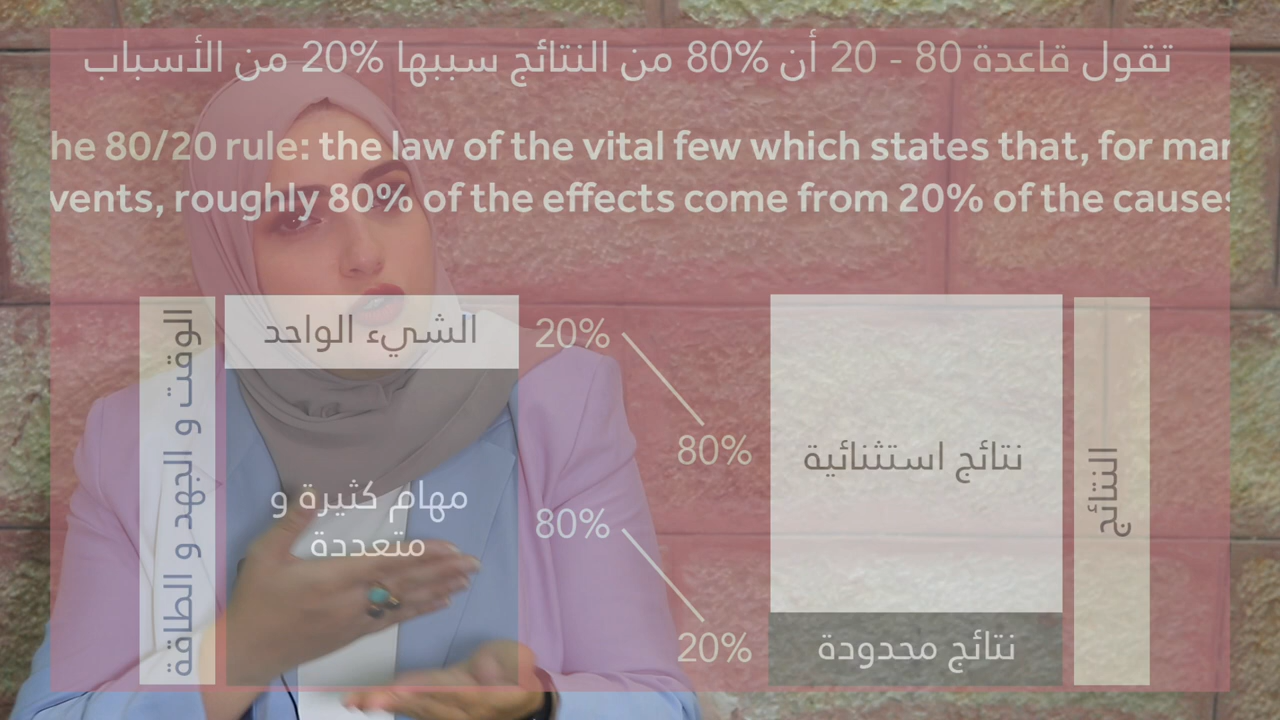 تقول قاعدة 80 - 20 أن 80% من النتائج سببها 20% من الأسباب
he 80/20 rule: the law of the vital few which states that, for mar
vents, roughly 80% of the effects come from 20% of the causes
الوقت و الجهد و الطاقة
الشيء الواحد
مهام كثيرة و
متعددة
20%
80%
80%
20%
نتائج استثنائية
نتائج محدودة
النتائج